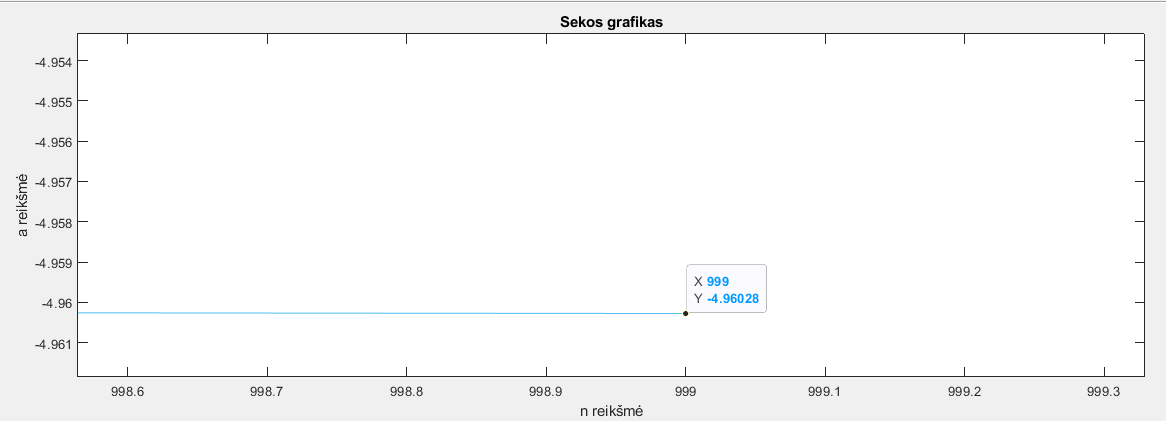 Sekos grafikas
a reikšmė
-4.954
-4.955
-4.956
-4.957
-4.958
-4.959
-4.96
-4.961
X 999
Y -4.96028
998.6 998.7 998.8 998.9 999 999.1 999.2 999.3
n reikšmė